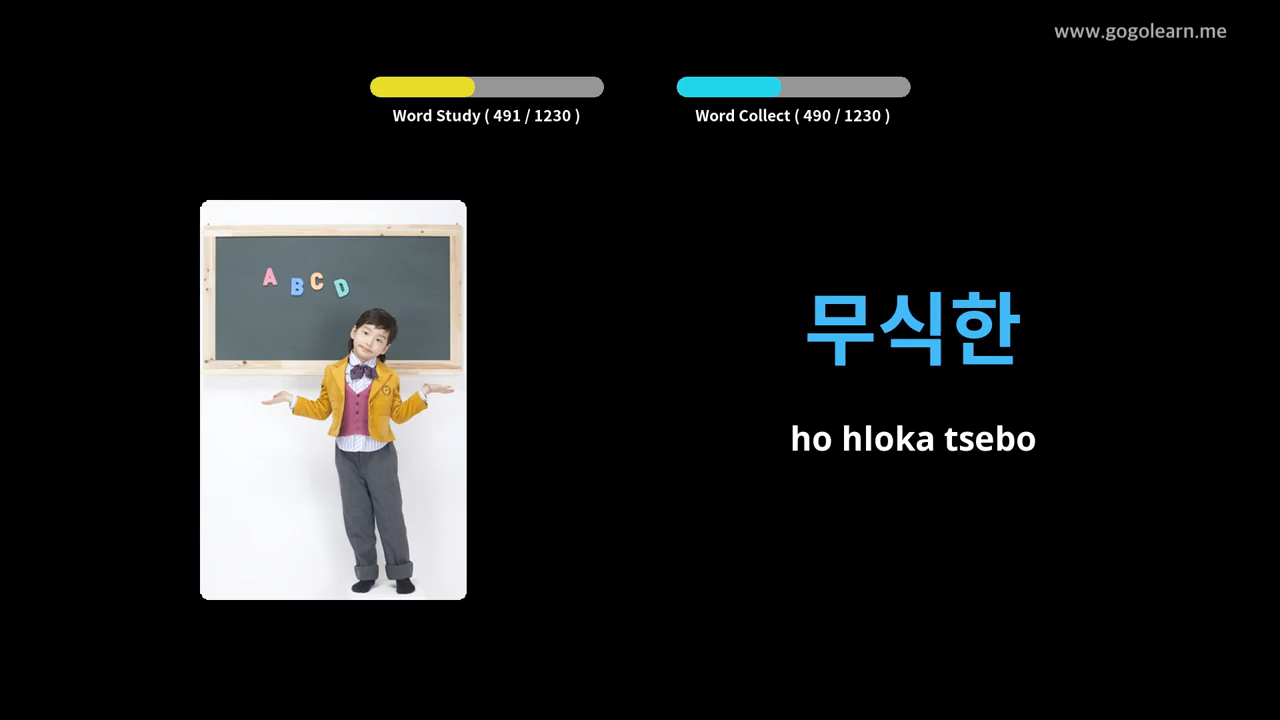 www.gogolearn.me
Word Study ( 491 / 1230 )
Word Collect ( 490 / 1230 )
A B C D
무식한
ho hloka tsebo